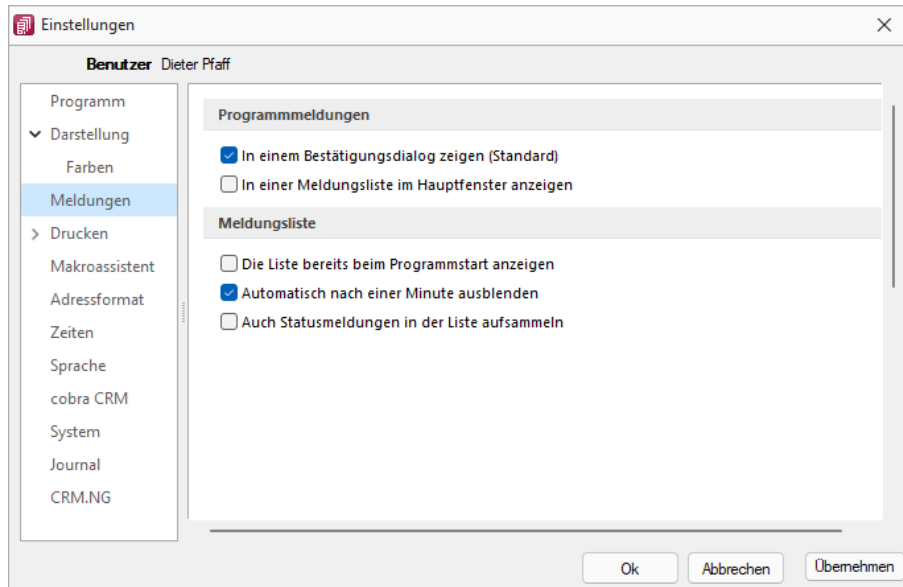 Einstellungen
Benutzer Dieter Pfaff
Programm
Darstellung
Farben
Meldungen
Drucken
Makroassistent
Adressformat
Zeiten
Sprache
cobra CRM
System
Journal
CRM.NG
Programmmeldungen
In einem Bestätigungsdialog zeigen (Standard)
In einer Meldungsliste im Hauptfenster anzeigen
Meldungsliste
Die Liste bereits beim Programmstart anzeigen
Automatisch nach einer Minute ausblenden
Auch Statusmeldungen in der Liste aufsammeln
Ok Abbrechen Übernehmen